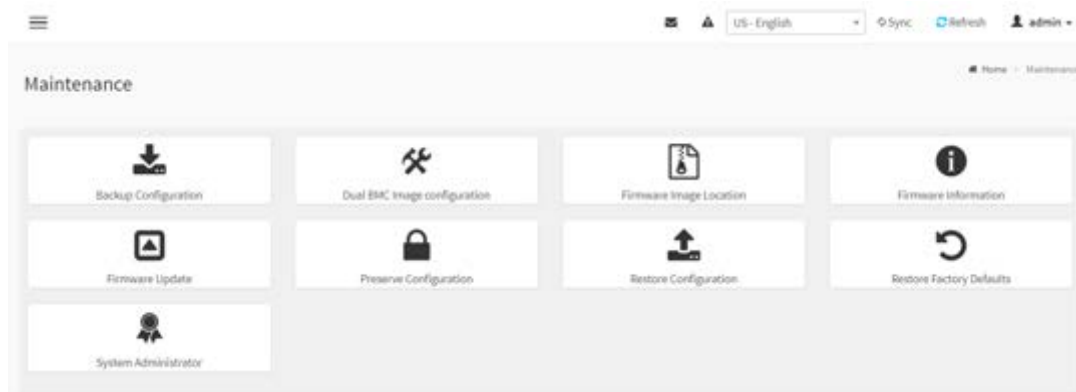 US - English Sync Refresh admin
Maintenance
Home > Maintenance
Backup Configuration
Dual BMC Image configuration
Firmware Image Location
Firmware Information
Firmware Update
Preserve Configuration
Restore Configuration
Restore Factory Defaults
System Administrator